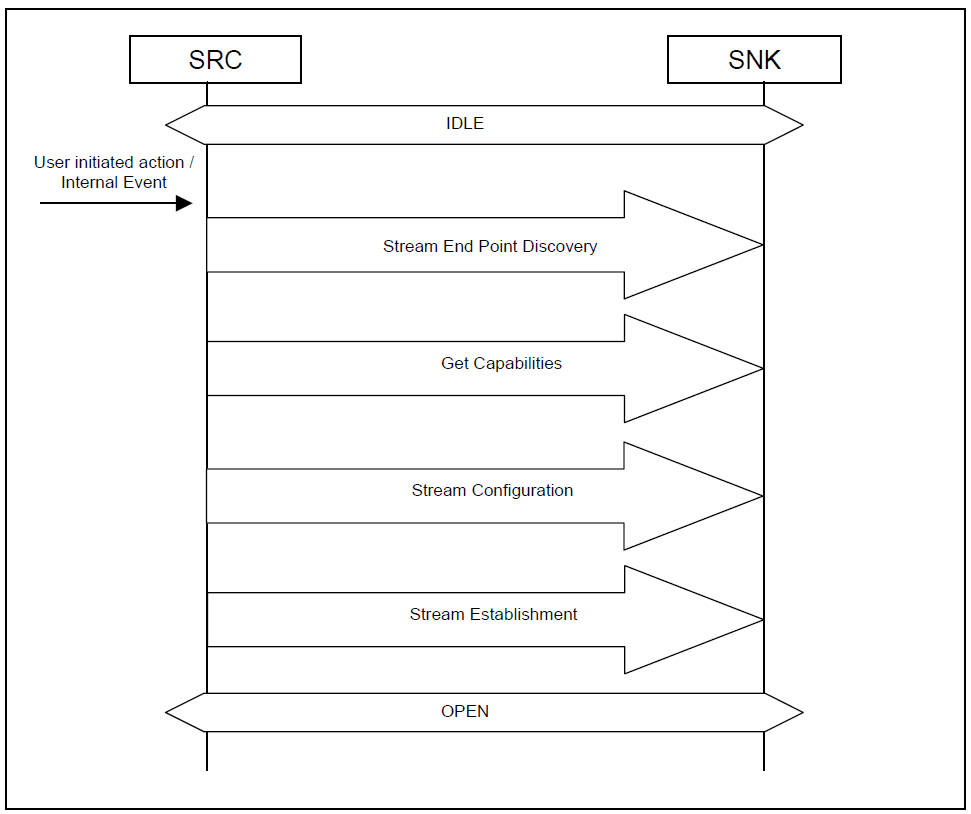 SRC
SNK
IDLE
User initiated action /
Internal Event
Stream End Point Discovery
Get Capabilities
Stream Configuration
Stream Establishment
OPEN